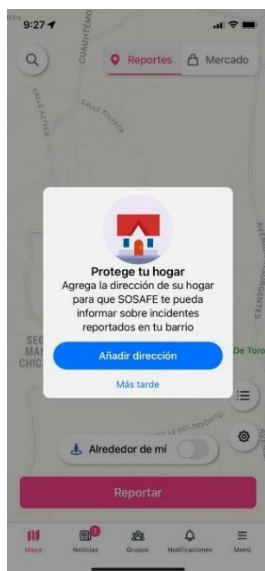 9:27
CUAUHTÉMO
Reportes
Mercado
CALLE AZTECA
CALLE TOLTECA
Protege tu hogar
Agrega la dirección de su hogar
para que SOSAFE te pueda
informar sobre incidentes
reportados en tu barrio
Añadir dirección
Más tarde
De Toro
Alrededor de mí
Reportar
Mapa
Noticias
Grupos
Notificaciones
Menú